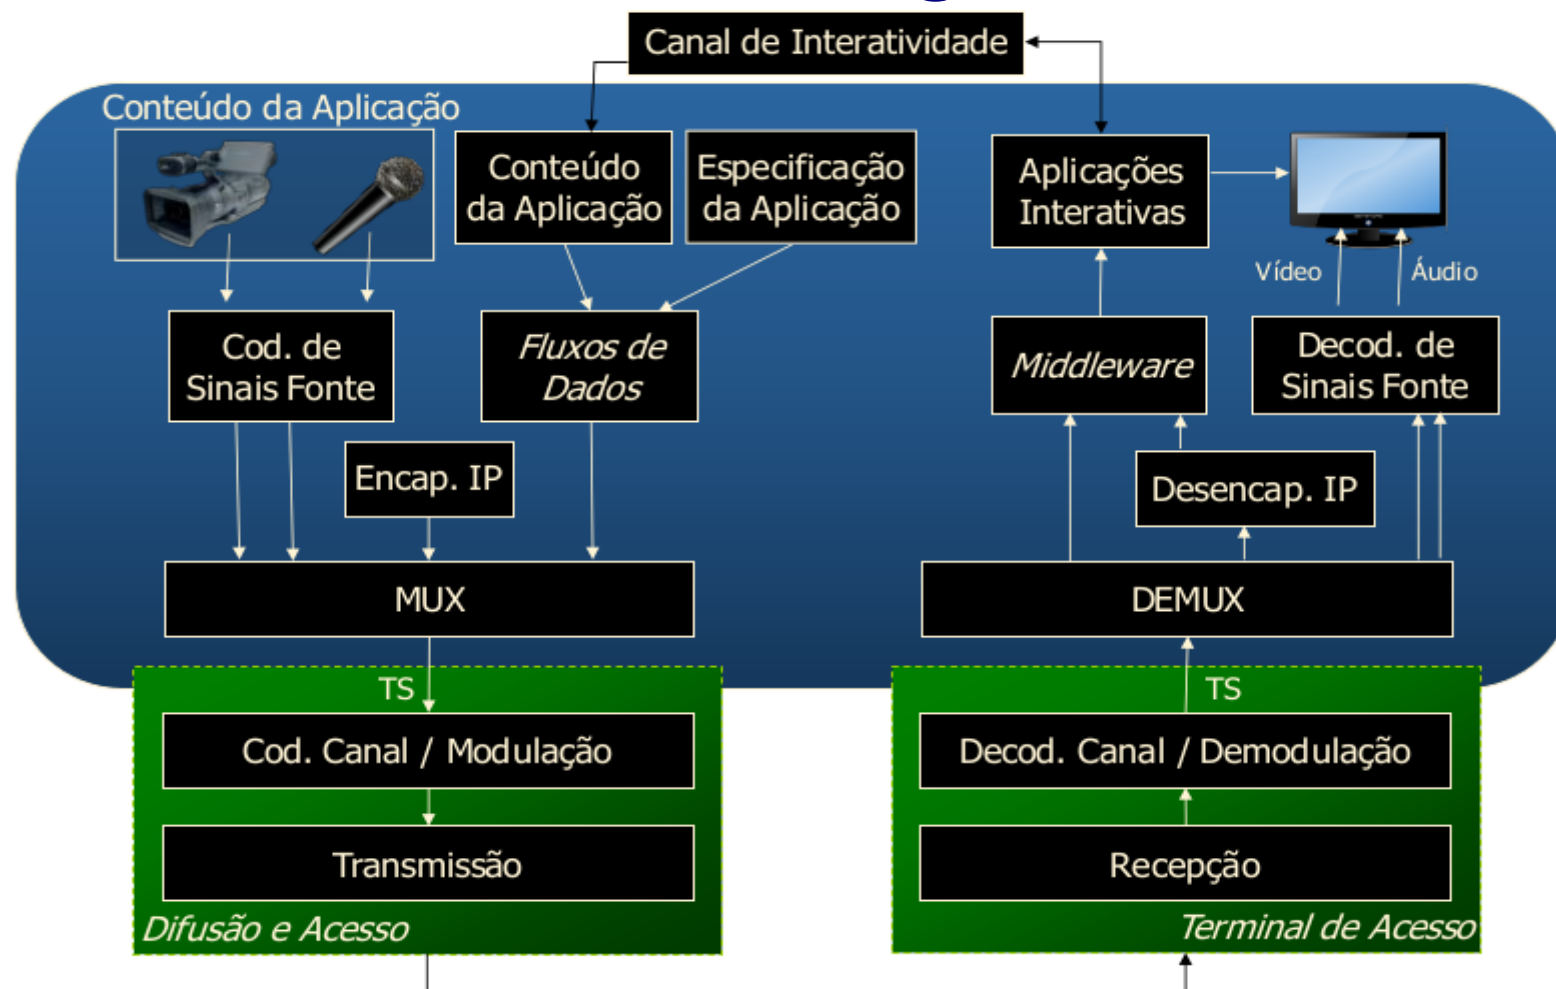 Canal de Interatividade
Conteúdo da Aplicação
Conteúdo
da Aplicação
Especificação
da Aplicação
Aplicações
Interativas
Vídeo
Áudio
Cod. de
Sinais Fonte
Fluxos de
Dados
Middleware
Decod. de
Sinais Fonte
Encap. IP
Desencap. IP
MUX
DEMUX
TS
TS
Cod. Canal / Modulação
Decod. Canal / Demodulação
Transmissão
Recepção
Difusão e Acesso
Terminal de Acesso